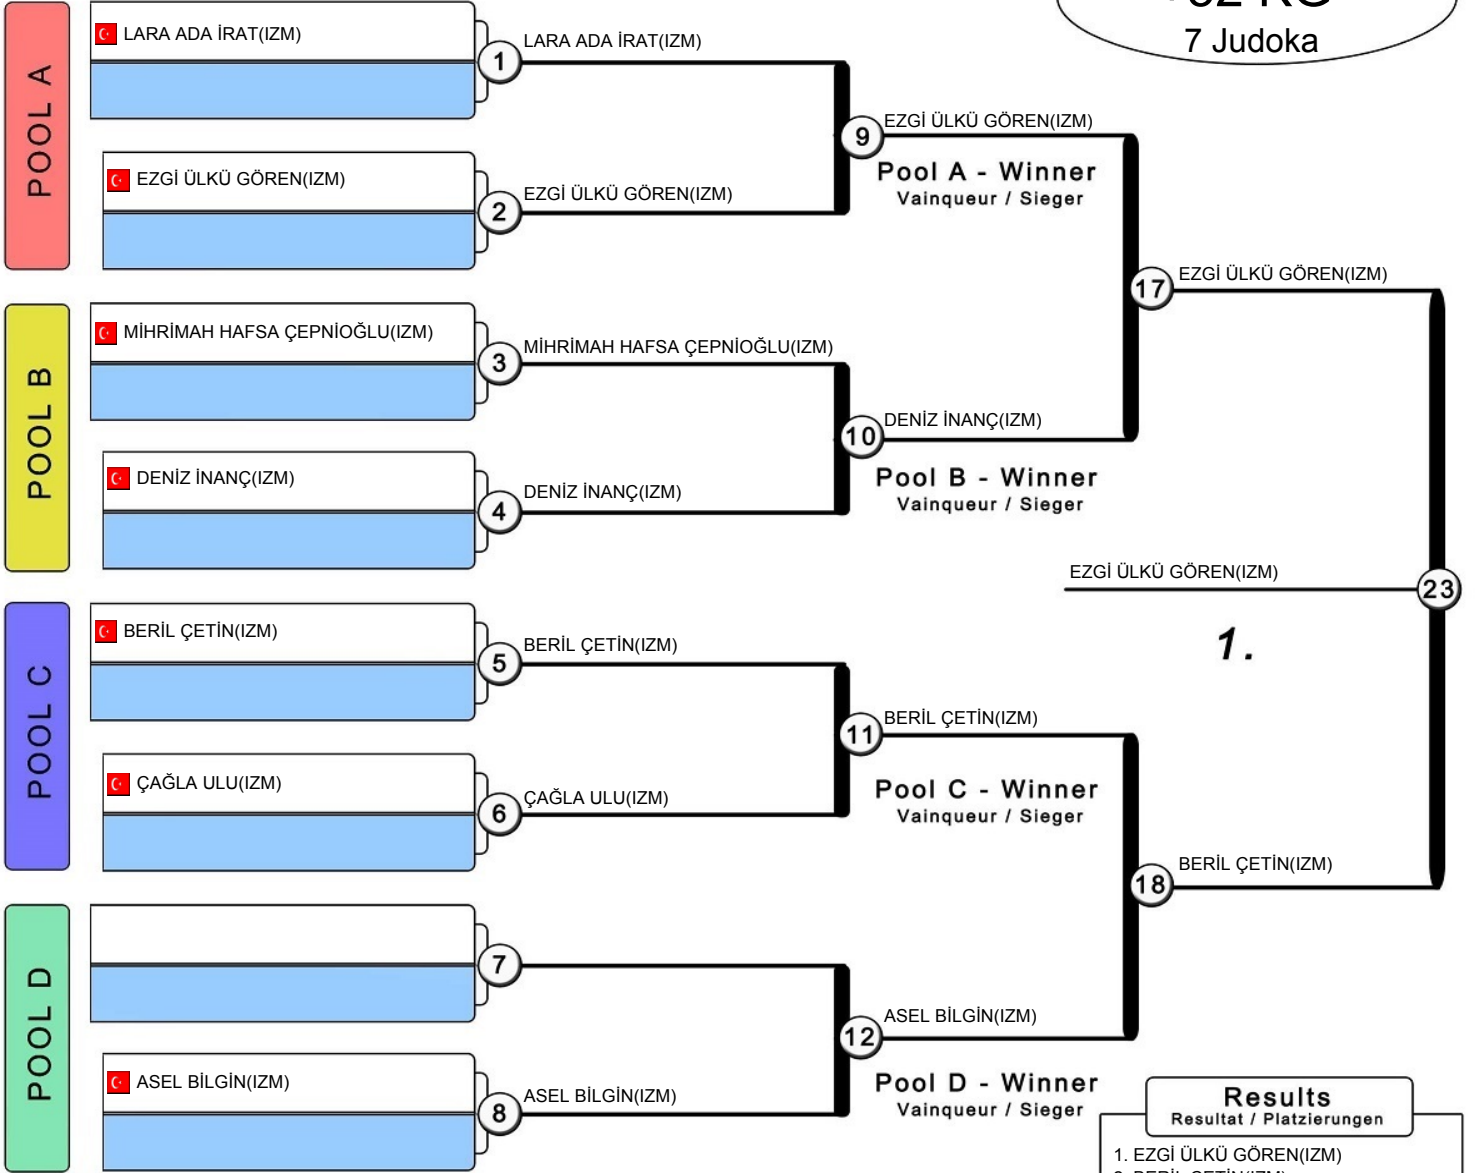 7 Judoka
POOL A
LARA ADA İRAT(IZM)
1
LARA ADA İRAT(IZM)
EZGİ ÜLKÜ GÖREN(IZM)
2
EZGİ ÜLKÜ GÖREN(IZM)
9
EZGİ ÜLKÜ GÖREN(IZM)
Pool A - Winner
Vainqueur / Sieger
POOL B
MİHRİMAH HAFSA ÇEPNİOĞLU(IZM)
3
MİHRİMAH HAFSA ÇEPNİOĞLU(IZM)
DENİZ İNANÇ(IZM)
4
DENİZ İNANÇ(IZM)
10
DENİZ İNANÇ(IZM)
Pool B - Winner
Vainqueur / Sieger
17
EZGİ ÜLKÜ GÖREN(IZM)
EZGİ ÜLKÜ GÖREN(IZM)
23
1.
POOL C
BERİL ÇETİN(IZM)
5
BERİL ÇETİN(IZM)
ÇAĞLA ULU(IZM)
6
ÇAĞLA ULU(IZM)
11
BERİL ÇETİN(IZM)
Pool C - Winner
Vainqueur / Sieger
18
BERİL ÇETİN(IZM)
POOL D
7
ASEL BİLGİN(IZM)
8
ASEL BİLGİN(IZM)
12
ASEL BİLGİN(IZM)
Pool D - Winner
Vainqueur / Sieger
Results
Resultat / Platzierungen
1. EZGİ ÜLKÜ GÖREN(IZM)